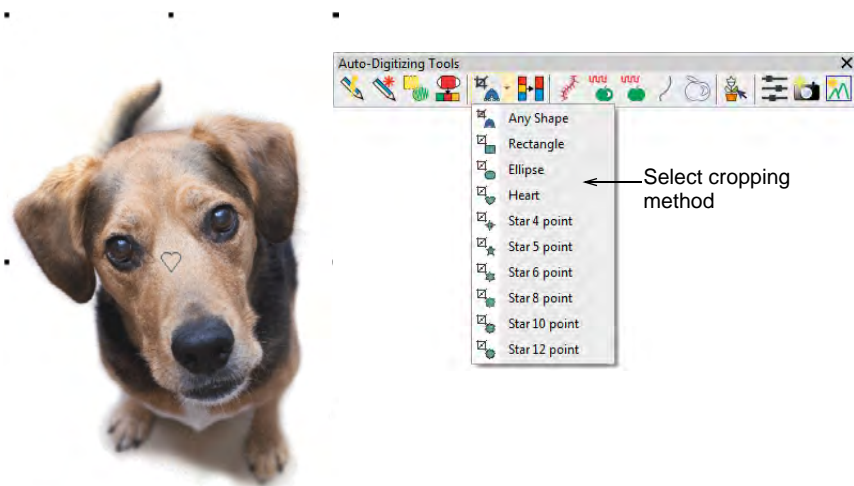 Auto-Digitizing Tools
Any Shape
Rectangle
Ellipse
Heart
Star 4 point
Star 5 point
Star 6 point
Star 8 point
Star 10 point
Star 12 point
Select cropping
method